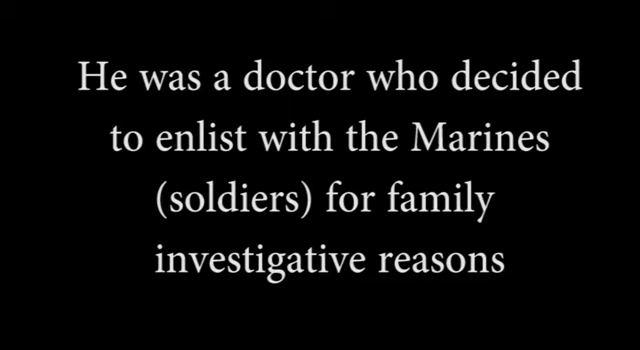 He was a doctor who decided
to enlist with the Marines
(soldiers) for family
investigative reasons